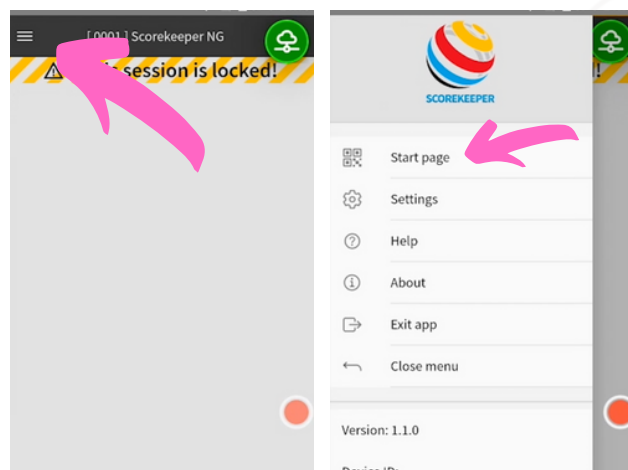 [ 0001 ] Scorekeeper NG
session is locked!
SCOREKEEPER
Start page
Settings
Help
About
Exit app
Close menu
Version: 1.1.0